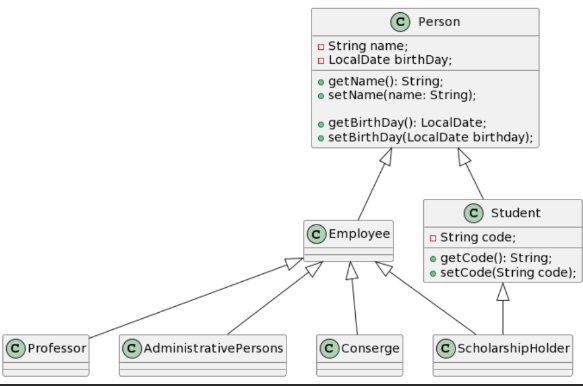 C Person
String name;
LocalDate birthDay;
getName(): String;
setName(name: String);
getBirthDay(): LocalDate;
setBirthDay(LocalDate birthday);
C Employee
C Student
String code;
getCode(): String;
setCode(String code);
C Professor
C AdministrativePersons
C Conserge
C ScholarshipHolder